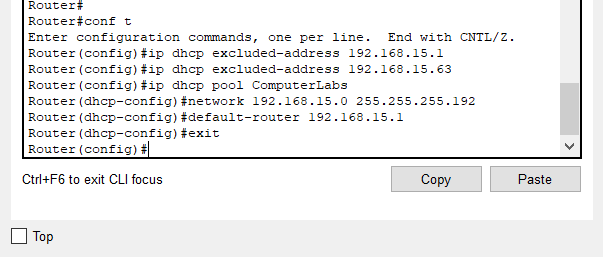 Router#
Router#conf t
Enter configuration commands, one per line.  End with CNTL/Z.
Router(config)#ip dhcp excluded-address 192.168.15.1
Router(config)#ip dhcp excluded-address 192.168.15.63
Router(config)#ip dhcp pool ComputerLabs
Router(dhcp-config)#network 192.168.15.0 255.255.255.192
Router(dhcp-config)#default-router 192.168.15.1
Router(dhcp-config)#exit
Router(config)#
Ctrl+F6 to exit CLI focus
Copy
Paste
Top